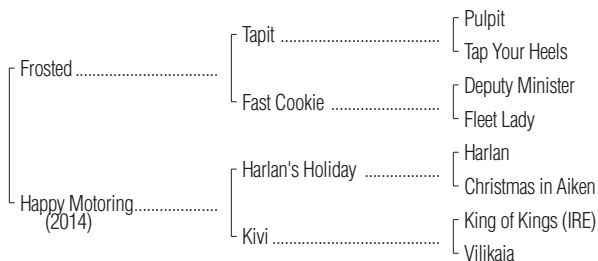 Pulpit
Tapit ........................................
Tap Your Heels
Frosted ....................................
Deputy Minister
Fast Cookie ...........................
Fleet Lady
Harlan
Harlan's Holiday ...................
Christmas in Aiken
Happy Motoring.....................
(2014)
King of Kings (IRE)
Kivi ..........................................
Vilikaia